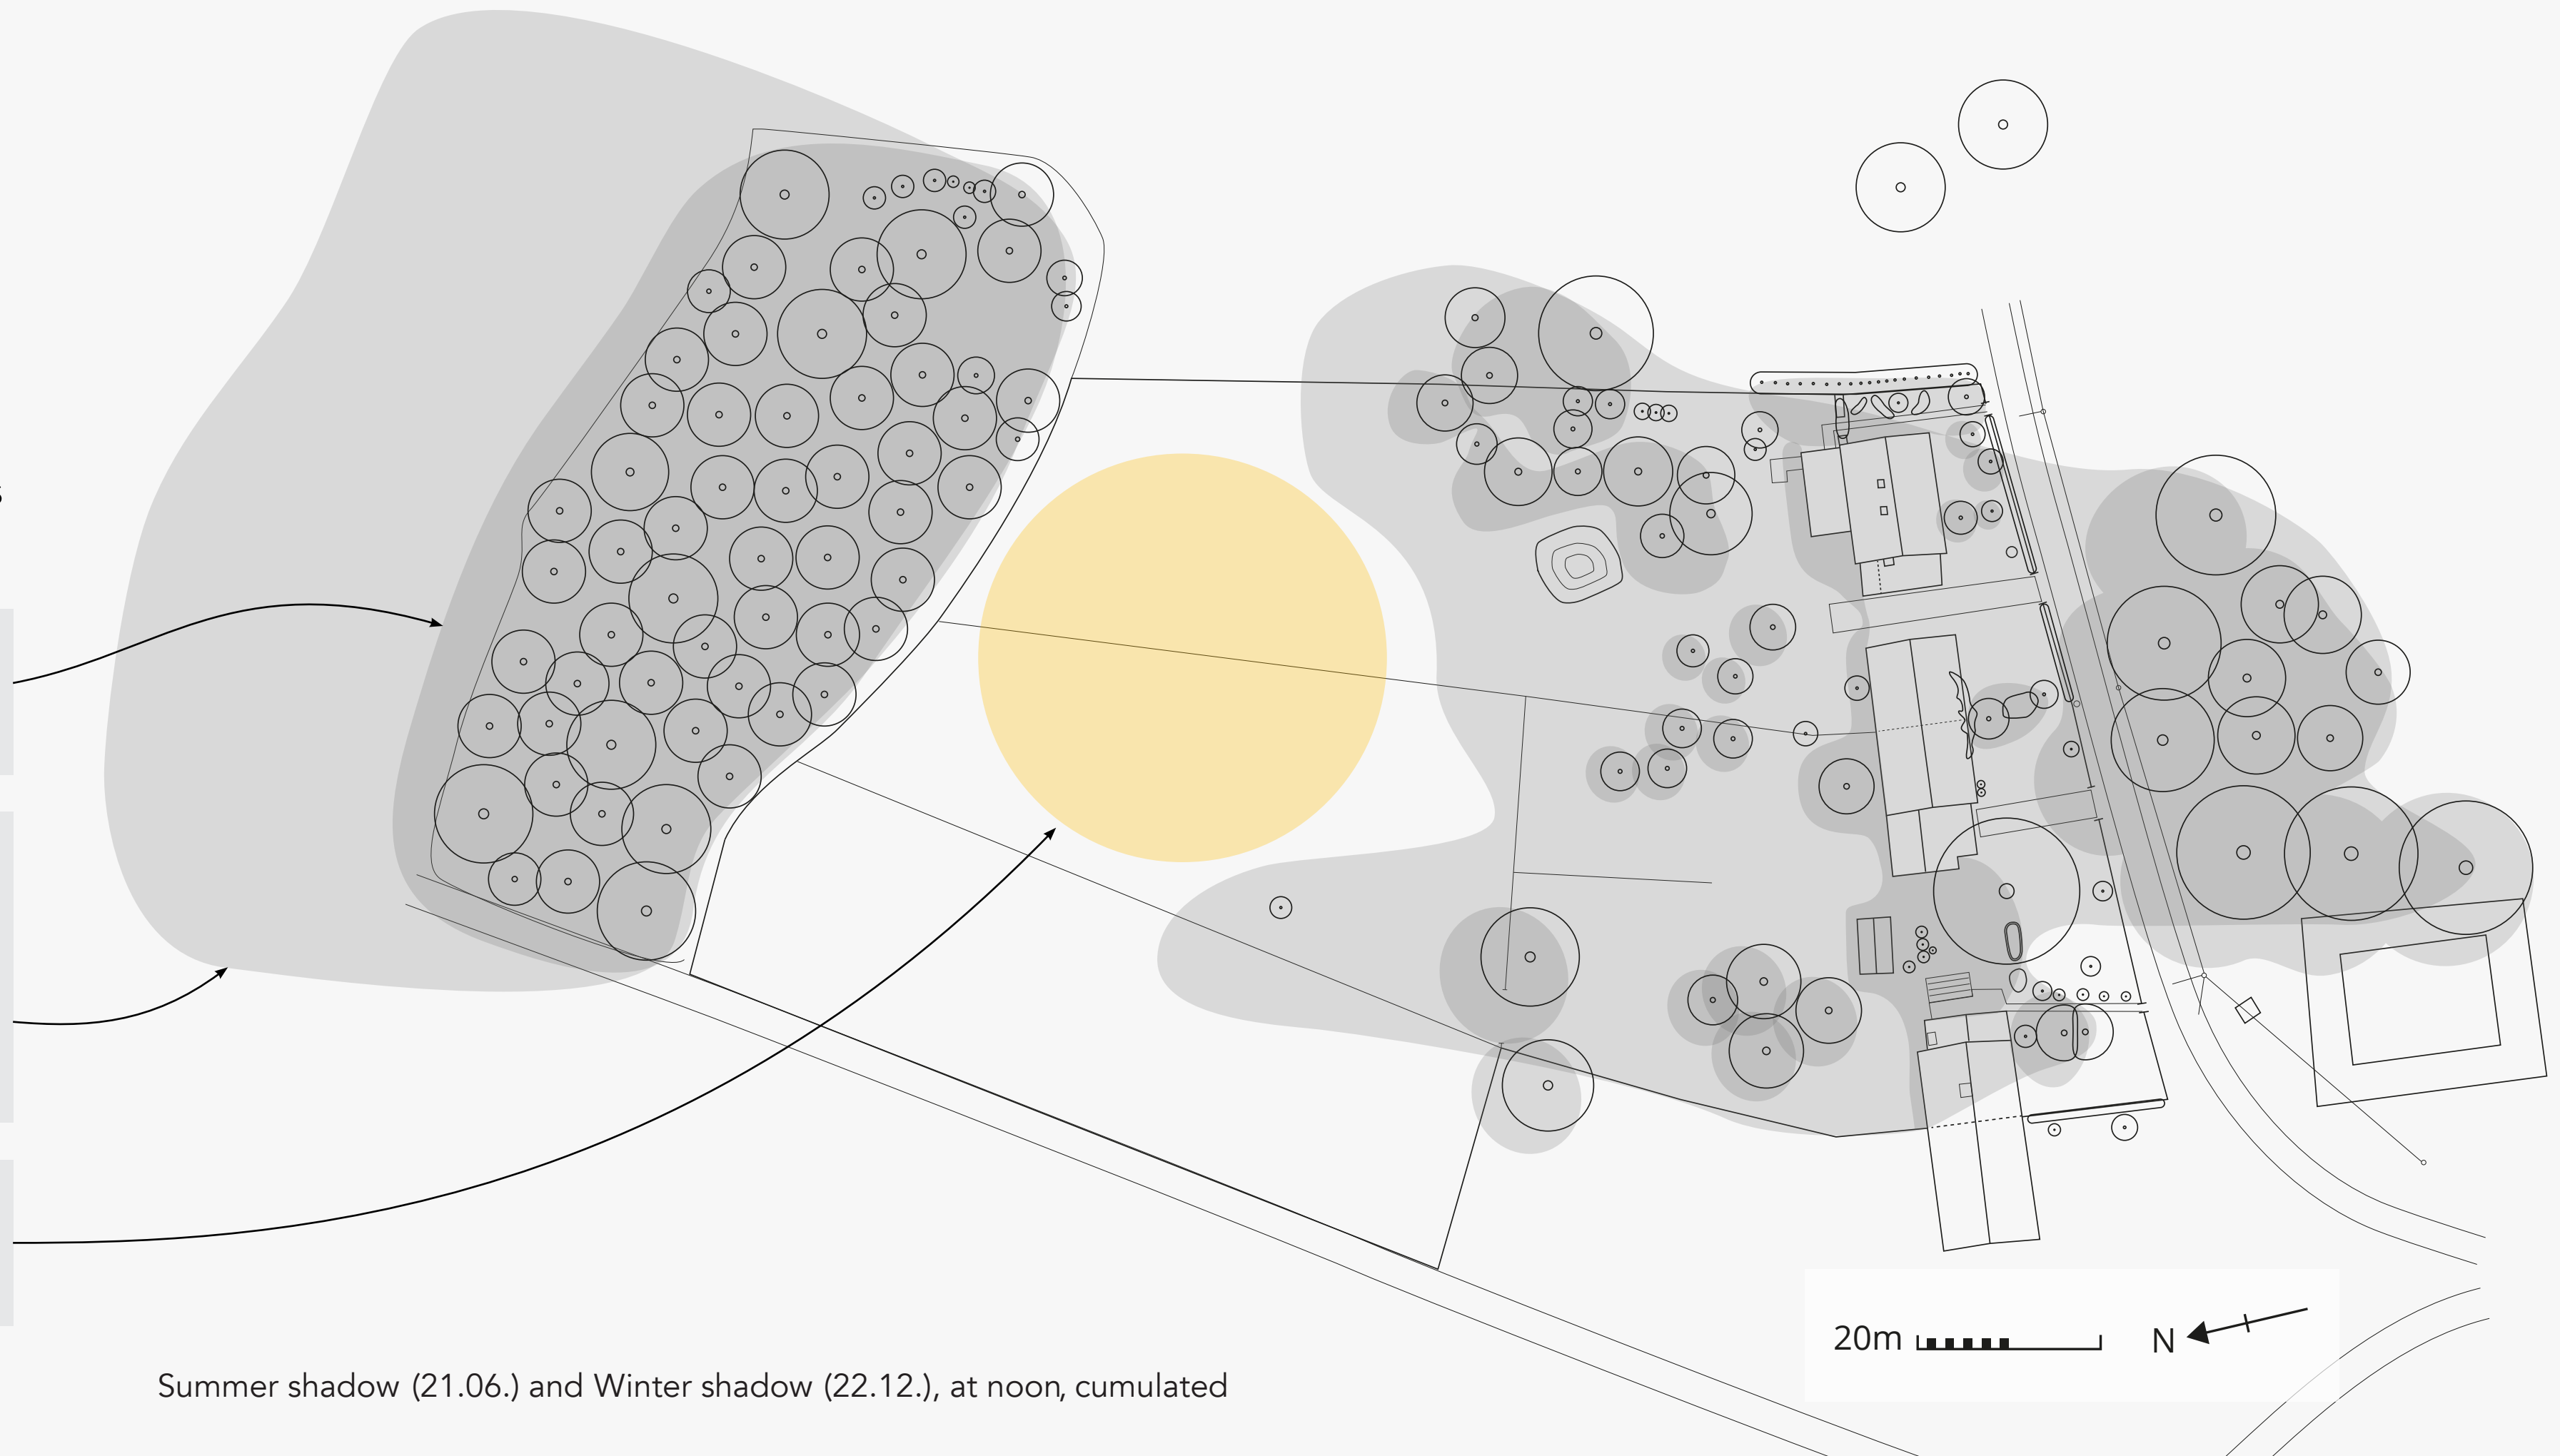 20m
N
Summer shadow (21.06.) and Winter shadow (22.12.), at noon, cumulated